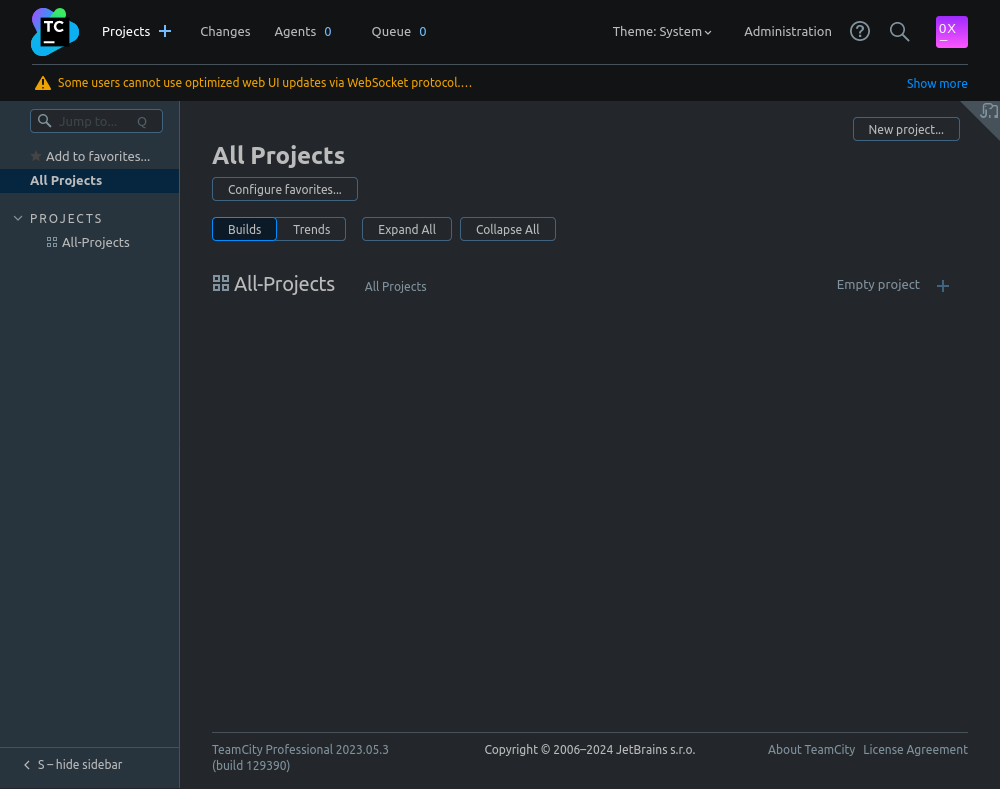 TC
Projects
Changes
Agents 0
Queue 0
Theme: System
Administration
?
0X
Some users cannot use optimized web UI updates via WebSocket protocol....
Show more
Jump to... Q
Add to favorites...
All Projects
PROJECTS
All-Projects
New project...
All Projects
Configure favorites...
Builds
Trends
Expand All
Collapse All
All-Projects
All Projects
Empty project
S – hide sidebar
TeamCity Professional 2023.05.3
(build 129390)
Copyright © 2006–2024 JetBrains s.r.o.
About TeamCity
License Agreement